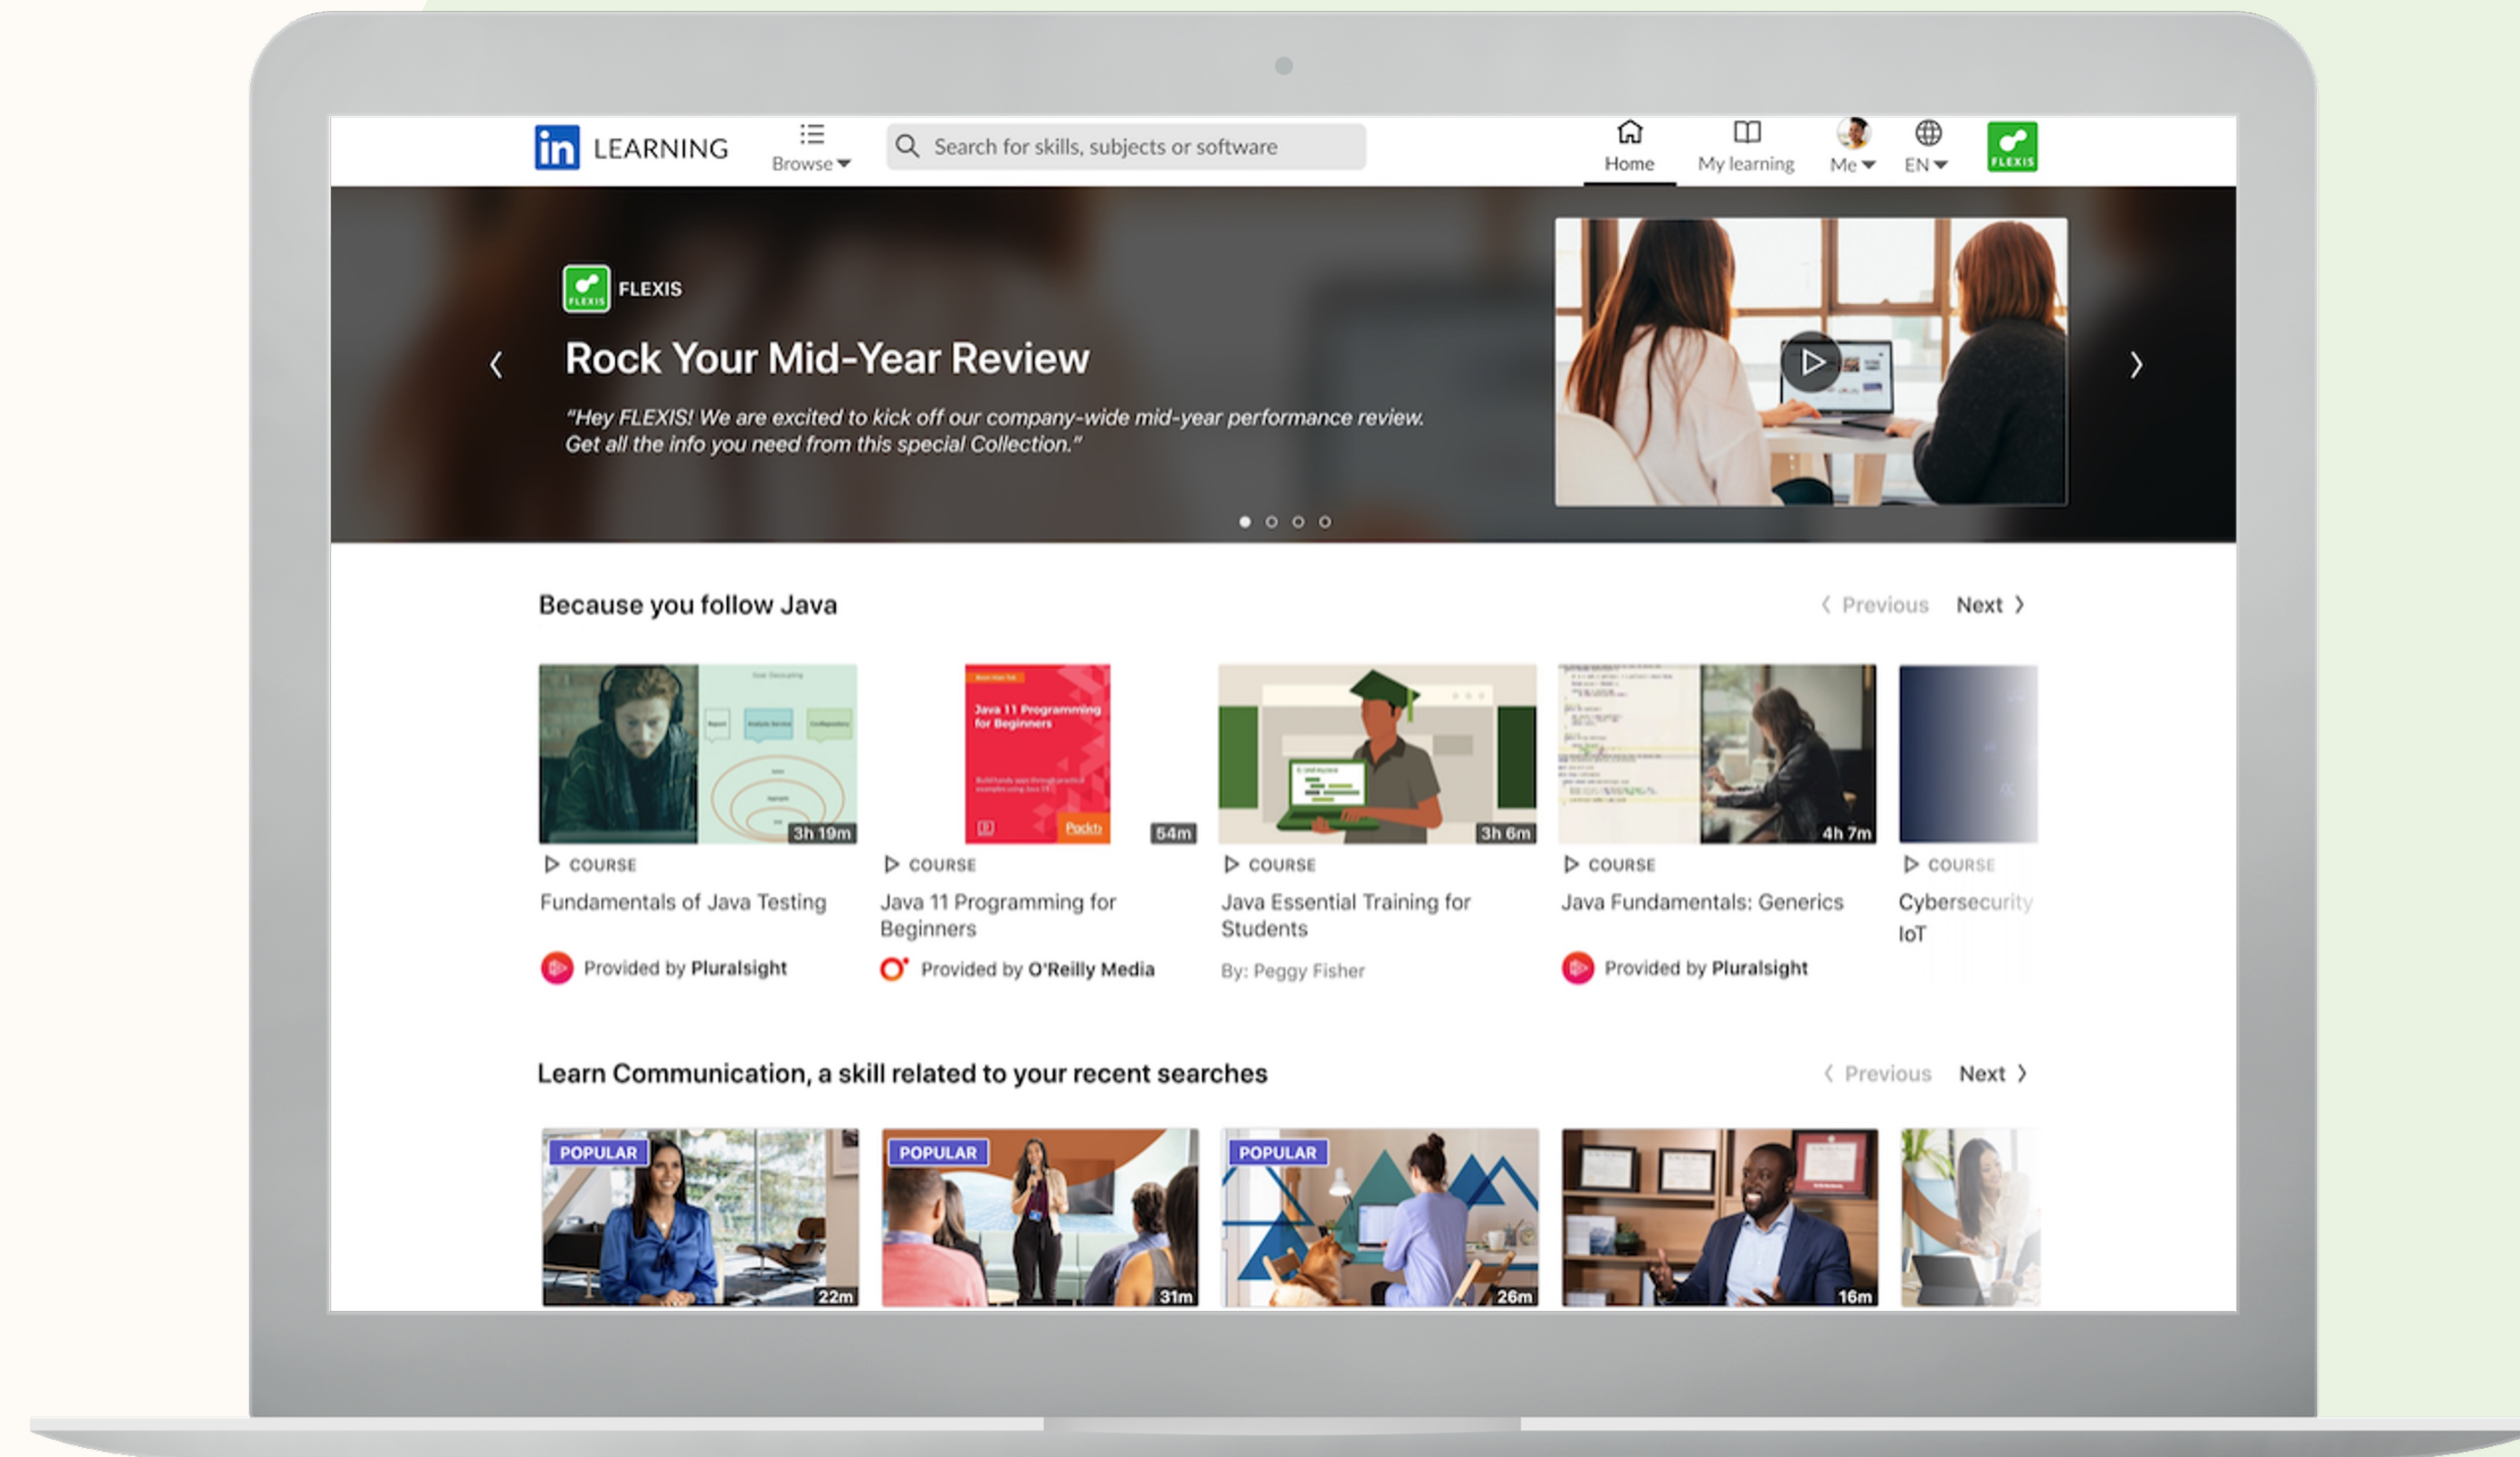 in LEARNING
Browse
Search for skills, subjects or software
Home
My learning
Me
EN
FLEXIS
FLEXIS
FLEXIS
Rock Your Mid-Year Review
“Hey FLEXIS! We are excited to kick off our company-wide mid-year performance review.
Get all the info you need from this special Collection.”
Because you follow Java
Previous
Next
3h 19m
Java 11 Programming
for Beginners
Packt>
54m
3h 6m
4h 7m
COURSE
Fundamentals of Java Testing
Provided by Pluralsight
COURSE
Java 11 Programming for
Beginners
Provided by O'Reilly Media
COURSE
Java Essential Training for
Students
By: Peggy Fisher
COURSE
Java Fundamentals: Generics
Provided by Pluralsight
COURSE
Cybersecurity
IoT
Learn Communication, a skill related to your recent searches
Previous
Next
POPULAR
22m
POPULAR
31m
POPULAR
26m
16m